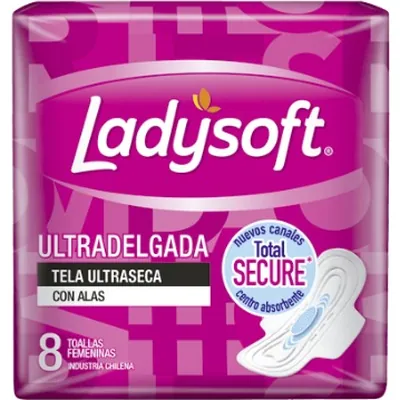 Ladysoft®
ULTRADELGADA
TELA ULTRASECA
CON ALAS
nuevos canales
Total
SECURE+
centro absorbente
8 TOALLAS
FEMENINAS
INDUSTRIA CHILENA